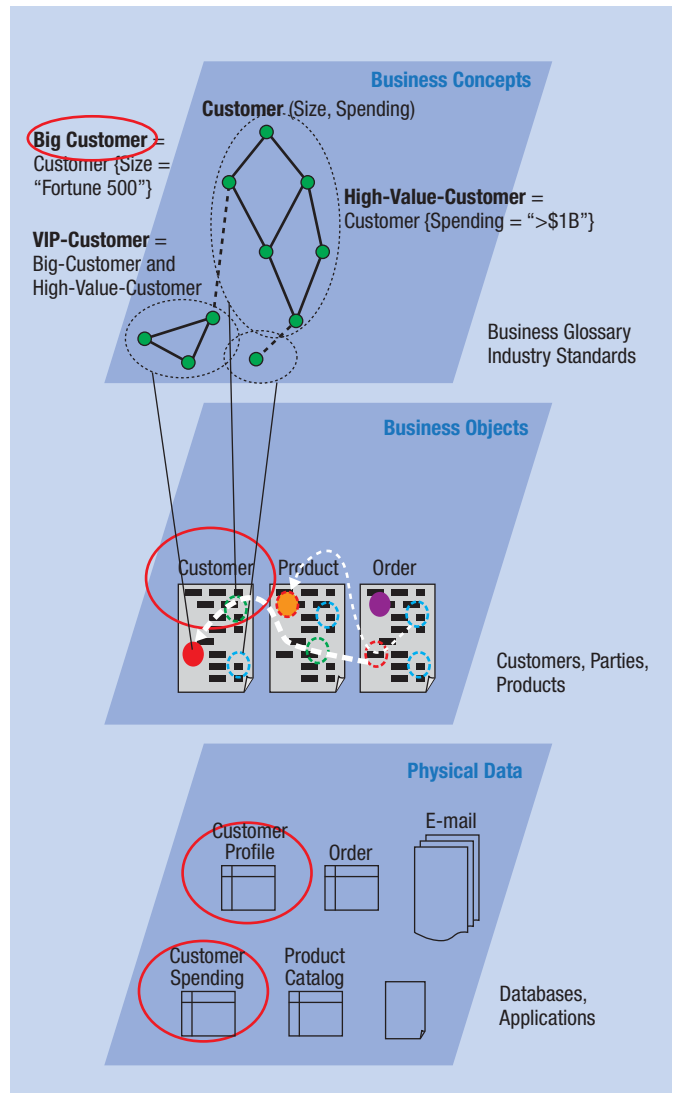 Business Concepts
Customer (Size, Spending)
Big Customer =
Customer {Size =
"Fortune 500"}
High-Value-Customer =
Customer {Spending = ">$1B"}
VIP-Customer =
Big-Customer and
High-Value-Customer
Business Glossary
Industry Standards
Business Objects
Customer
Product
Order
Customers, Parties,
Products
Physical Data
Customer
Profile
Order
E-mail
Customer
Spending
Product
Catalog
Databases,
Applications